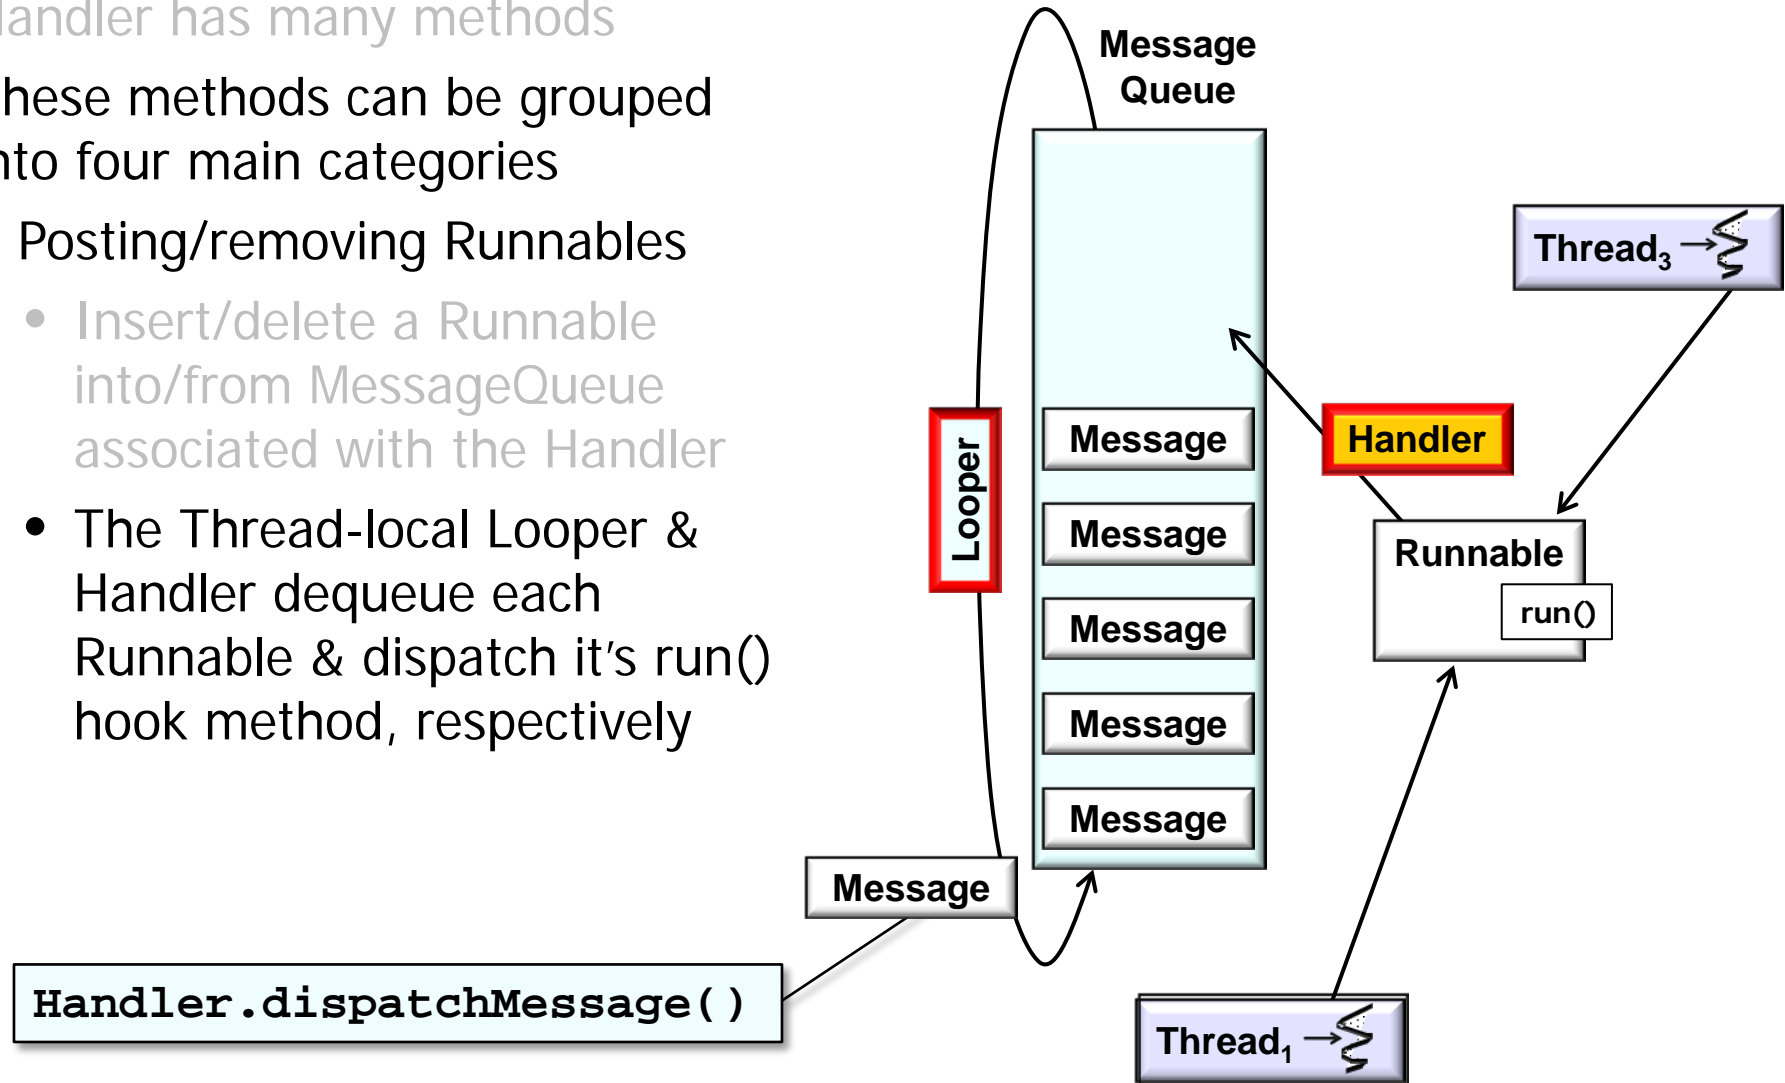 andler has many methods
hese methods can be grouped
nto four main categories
Posting/removing Runnables
• Insert/delete a Runnable
into/from MessageQueue
associated with the Handler
• The Thread-local Looper &
Handler dequeue each
Runnable & dispatch it’s run()
hook method, respectively
Message
Queue
Thread3
Looper
Message
Handler
Message
Runnable
run()
Message
Message
Message
Message
Handler.dispatchMessage()
Thread1